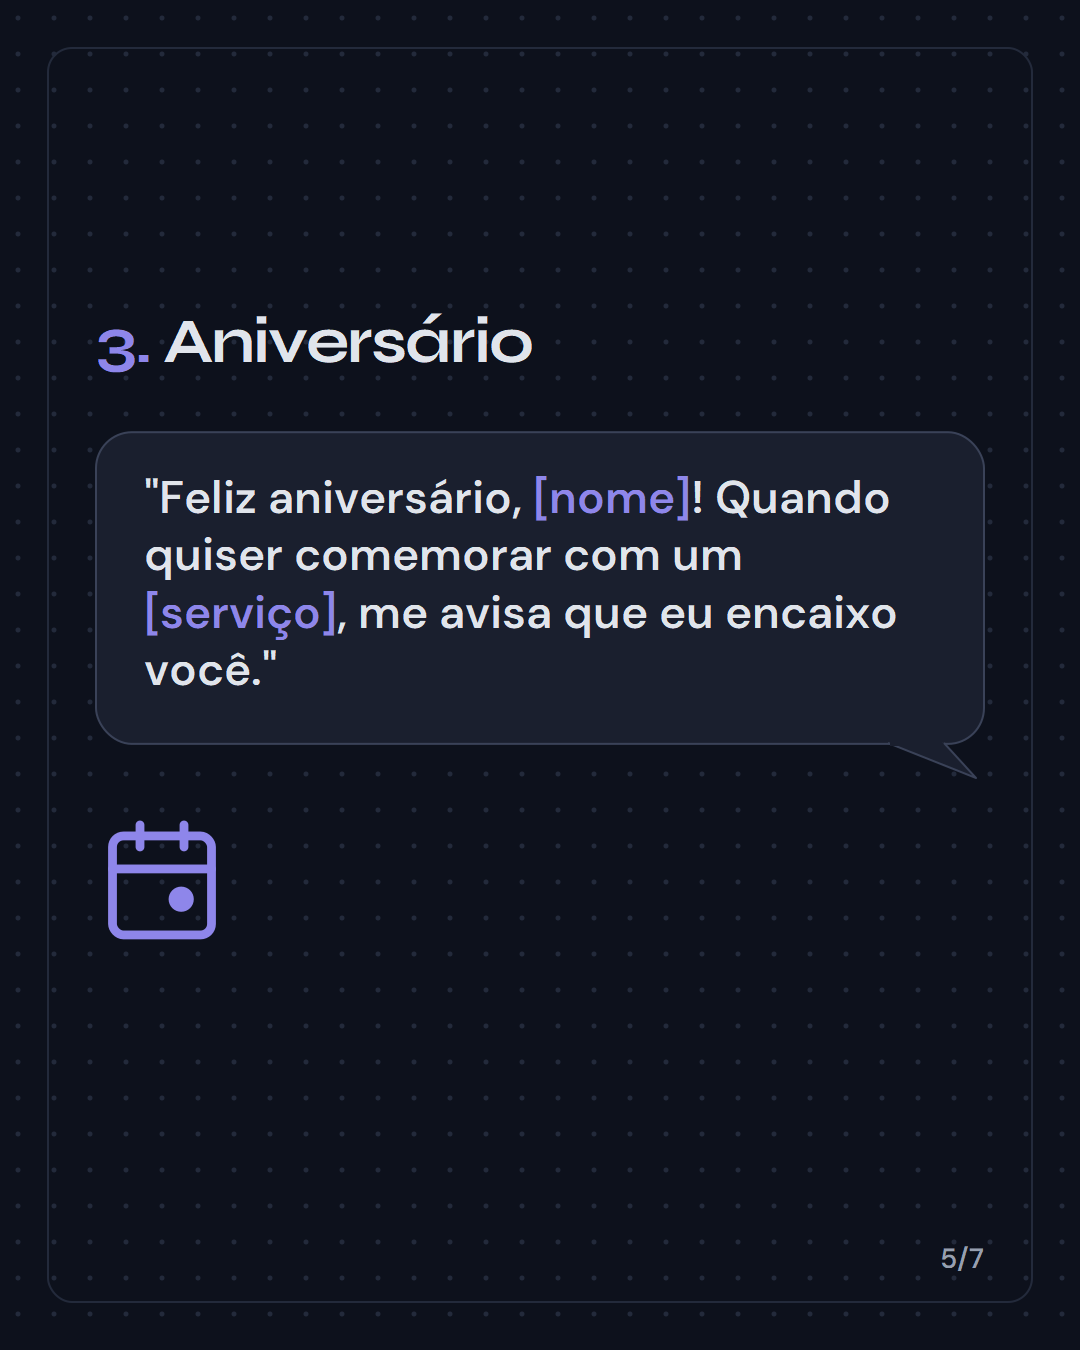 3. Aniversário
"Feliz aniversário, [nome]! Quando
quiser comemorar com um
[serviço], me avisa que eu encaixo
você."
5/7